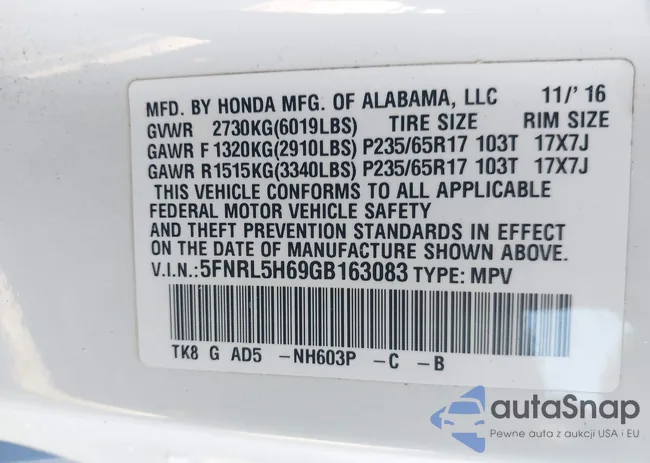 MFD. BY HONDA MFG. OF ALABAMA, LLC 11/' 16
GVWR 2730KG(6019LBS) TIRE SIZE RIM SIZE
GAWR F 1320KG(2910LBS) P235/65R17 103T 17X7J
GAWR R1515KG(3340LBS) P235/65R17 103T 17X7J
THIS VEHICLE CONFORMS TO ALL APPLICABLE
FEDERAL MOTOR VEHICLE SAFETY
AND THEFT PREVENTION STANDARDS IN EFFECT
ON THE DATE OF MANUFACTURE SHOWN ABOVE.
V.I.N.:5FNRL5H69GB163083 TYPE: MPV
TK8 G AD5 -NH603P -C -B
autaSnap
Pewne auta z aukcji USA i EU